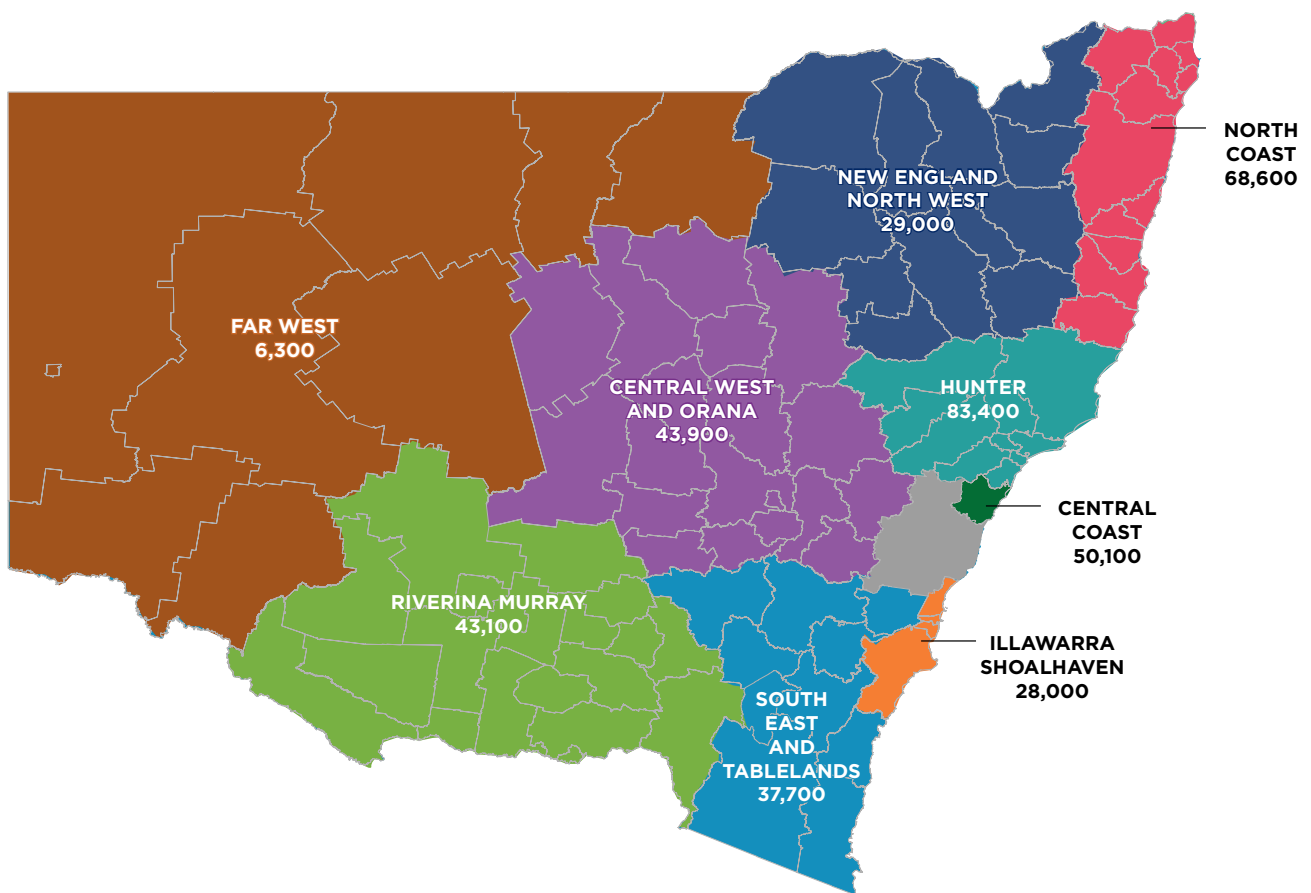 NORTH
COAST
68,600
NEW ENGLAND
NORTH WEST
29,000
FAR WEST
6,300
CENTRAL WEST
AND ORANA
43,900
HUNTER
83,400
CENTRAL
COAST
50,100
RIVERINA MURRAY
43,100
ILLAWARRA
SHOALHAVEN
28,000
SOUTH
EAST
AND
TABLELANDS
37,700